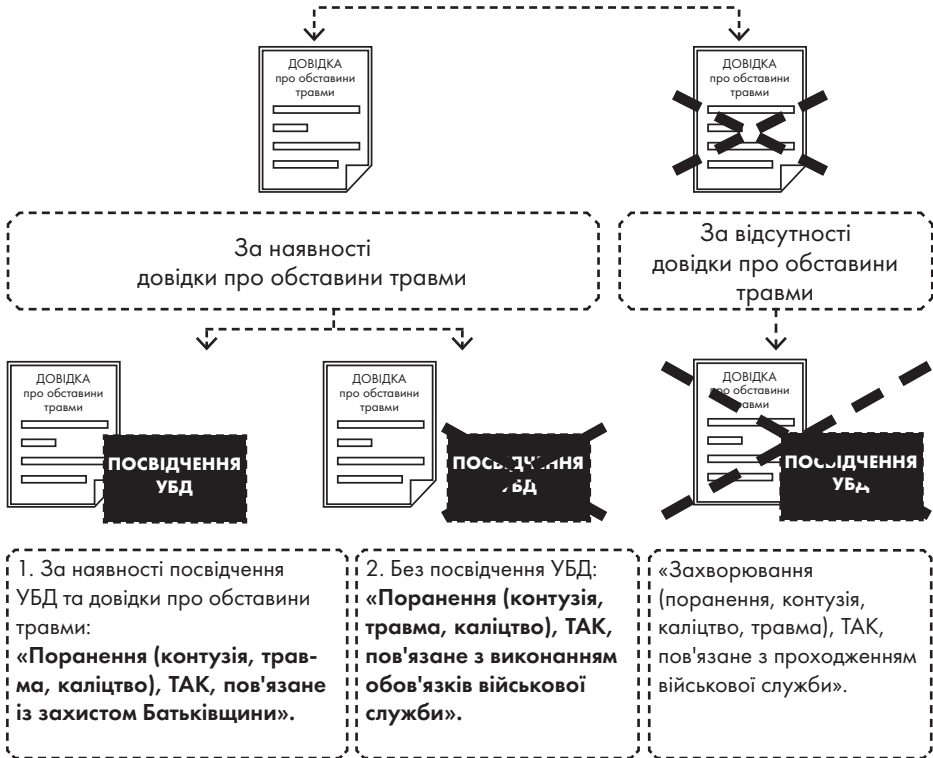 ДОВІДКА
про обставини
травми
ДОВІДКА
про обставини
травми
За наявності
довідки про обставини травми
За відсутності
довідки про обставини
травми
ДОВІДКА
про обставини
травми
ПОСВІДЧЕННЯ
УБД
ДОВІДКА
про обставини
травми
ПОСВІДЧЕННЯ
УБД
ДОВІДКА
про обставини
травми
ПОСВІДЧЕННЯ
УБД
1. За наявності посвідчення
УБД та довідки про обставини
травми:
«Поранення (контузія, трав-
ма, каліцтво), ТАК, пов'язане
із захистом Батьківщини».
2. Без посвідчення УБД:
«Поранення (контузія,
травма, каліцтво), ТАК,
пов'язане з виконанням
обов'язків військової
служби».
«Захворювання
(поранення, контузія,
каліцтво, травма), ТАК,
пов'язане з проходженням
військової служби».